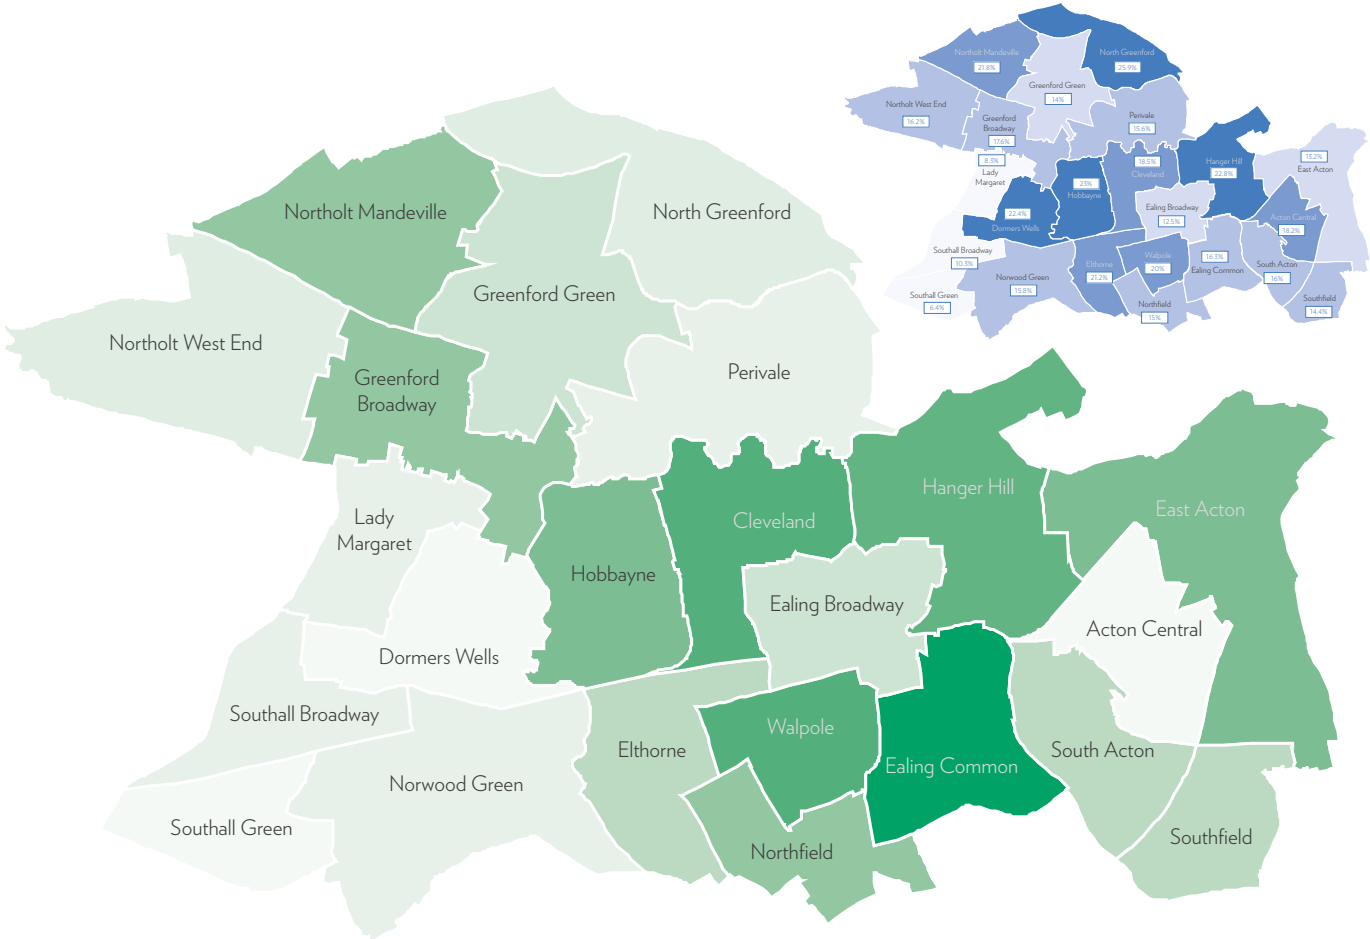 Northolt Mandeville
21.8%
North Greenford
25.9%
Greenford Green
14%
Northolt West End
16.2%
Greenford
Broadway
17.6%
Perivale
15.6%
8.3%
Lady
Margaret
18.5%
Cleveland
Hanger Hill
22.8%
13.2%
East Acton
23%
Hobbayne
22.4%
Dormers Wells
Ealing Broadway
12.5%
Acton Central
18.2%
Southall Broadway
10.3%
Elthorne
21.2%
Walpole
20%
16.3%
Ealing Common
South Acton
16%
Norwood Green
15.8%
Southall Green
6.4%
Northfield
15%
Southfield
14.4%
Northolt Mandeville
North Greenford
Greenford Green
Northolt West End
Greenford
Broadway
Perivale
Lady
Margaret
Hanger Hill
East Acton
Cleveland
Hobbayne
Ealing Broadway
Acton Central
Dormers Wells
Southall Broadway
Walpole
Elthorne
South Acton
Ealing Common
Norwood Green
Southall Green
Northfield
Southfield